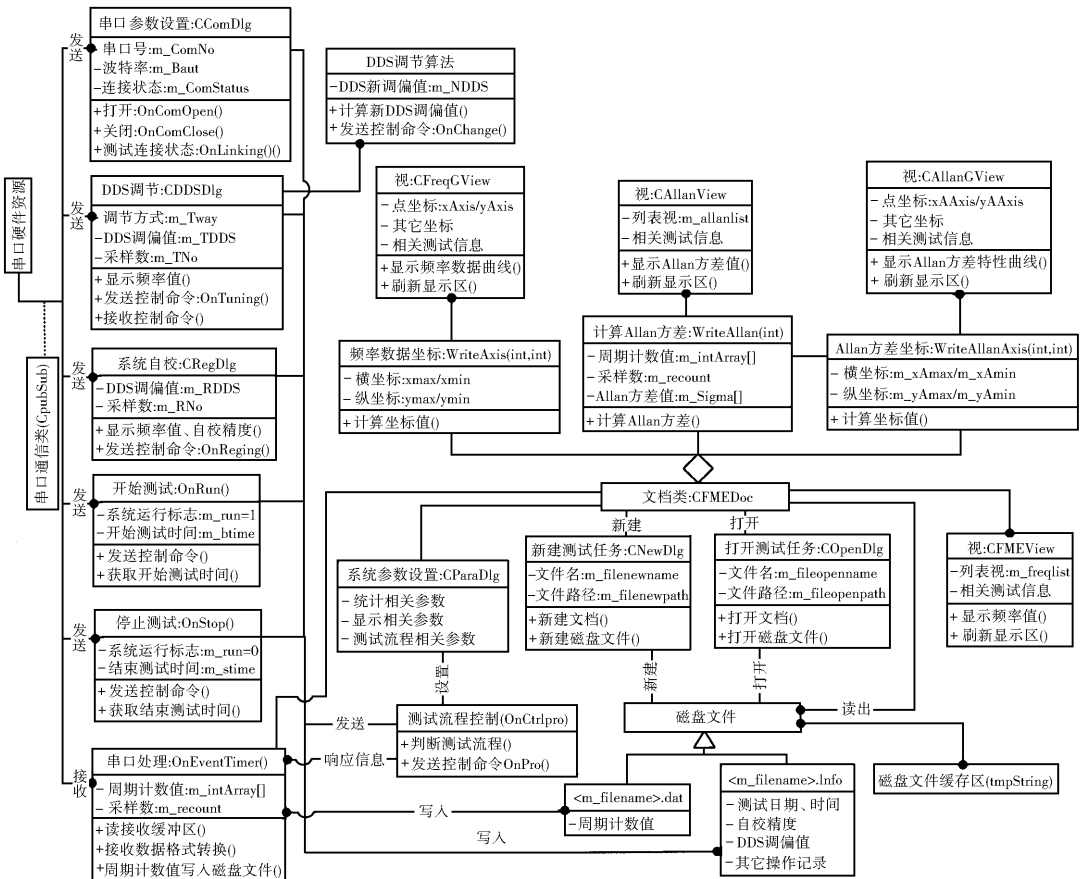 串口参数设置:CComDlg
串口号:m_ComNo
-波特率:m_Baut
-连接状态:m_ComStatus
+打开:OnComOpen()
+关闭:OnComClose()
+测试连接状态:OnLinking()()
发送
DDS调节算法
-DDS新调偏值:m_NDDS
+计算新DDS调偏值()
+发送控制命令:OnChange()
串口硬件资源
串口通信类(CpubSub)
DDS调节:CDDSDlg
调节方式:m_Tway
-DDS调偏值:m_TDDS
-采样数:m_TNo
+显示频率值()
+发送控制命令:OnTuning()
+接收控制命令()
发送
视:CFreqGView
-点坐标:xAxis/yAxis
-其它坐标
-相关测试信息
+显示频率数据曲线()
+刷新显示区()
视:CAllanView
-列表视:m_allanlist
-相关测试信息
+显示Allan方差值()
+刷新显示区()
视:CAllanGView
-点坐标:xAAxis/yAAxis
-其它坐标
-相关测试信息
+显示Allan方差特性曲线()
+刷新显示区()
系统自校:CRegDlg
-DDS调偏值:m_RDDS
-采样数:m_RNo
+显示频率值、自校精度()
+发送控制命令:OnReging()
发送
频率数据坐标:WriteAxis(int,int)
-横坐标:xmax/xmin
-纵坐标:ymax/ymin
+计算坐标值()
计算Allan方差:WriteAllan(int)
-周期计数值:m_intArray[]
-采样数:m_recount
-Allan方差值:m_Sigma[]
+计算Allan方差()
Allan方差坐标:WriteAllanAxis(int,int)
-横坐标:m_xAmax/m_xAmin
-纵坐标:m_yAmax/m_yAmin
+计算坐标值()
开始测试:OnRun()
-系统运行标志:m_run=1
-开始测试时间:m_btime
+发送控制命令()
+获取开始测试时间()
发送
文档类:CFMEDoc
新建
打开
系统参数设置:CParaDlg
-统计相关参数
-显示相关参数
-测试流程相关参数
新建测试任务:CNewDlg
-文件名:m_filenewname
-文件路径:m_filenewpath
+新建文档()
+新建磁盘文件()
打开测试任务:COpenDlg
-文件名:m_fileopenname
-文件路径:m_fileopenpath
+打开文档()
+打开磁盘文件()
视:CFMEView
-列表视:m_freqlist
-相关测试信息
+显示频率值()
+刷新显示区()
停止测试:OnStop()
-系统运行标志:m_run=0
-结束测试时间:m_stime
+发送控制命令()
+获取结束测试时间()
发送
设置
新建
打开
测试流程控制(OnCtrlpro)
+判断测试流程()
+发送控制命令OnPro()
发送
响应信息
磁盘文件
读出
磁盘文件缓存区(tmpString)
串口处理:OnEventTimer()
-周期计数值:m_intArray[]
-采样数:m_recount
+读接收缓冲区()
+接收数据格式转换()
+周期计数值写入磁盘文件()
接收
写入
写入
<m_filename>.dat
-周期计数值
<m_filename>.lnfo
-测试日期、时间
-自校精度
-DDS调偏值
-其它操作记录